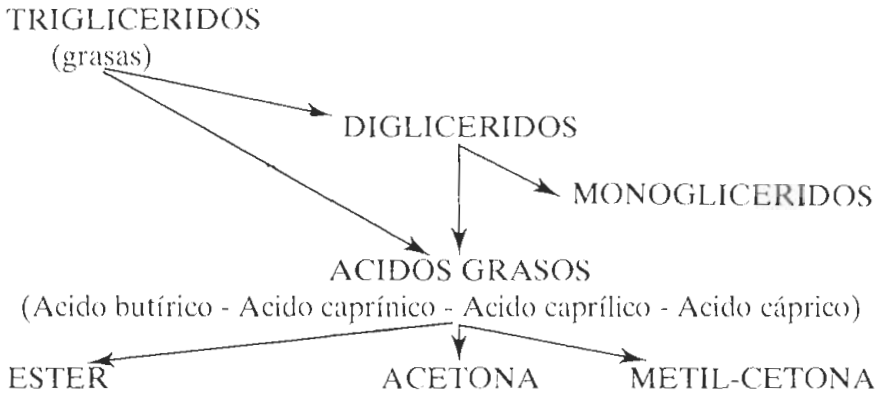 TRIGLICERIDOS
(grasas)
DIGLICERIDOS
MONOGLICERIDOS
ACIDOS GRASOS
(Acido butírico - Acido caprínico - Acido caprílico - Acido cáprico)
ESTER ACETONA METIL-CETONA